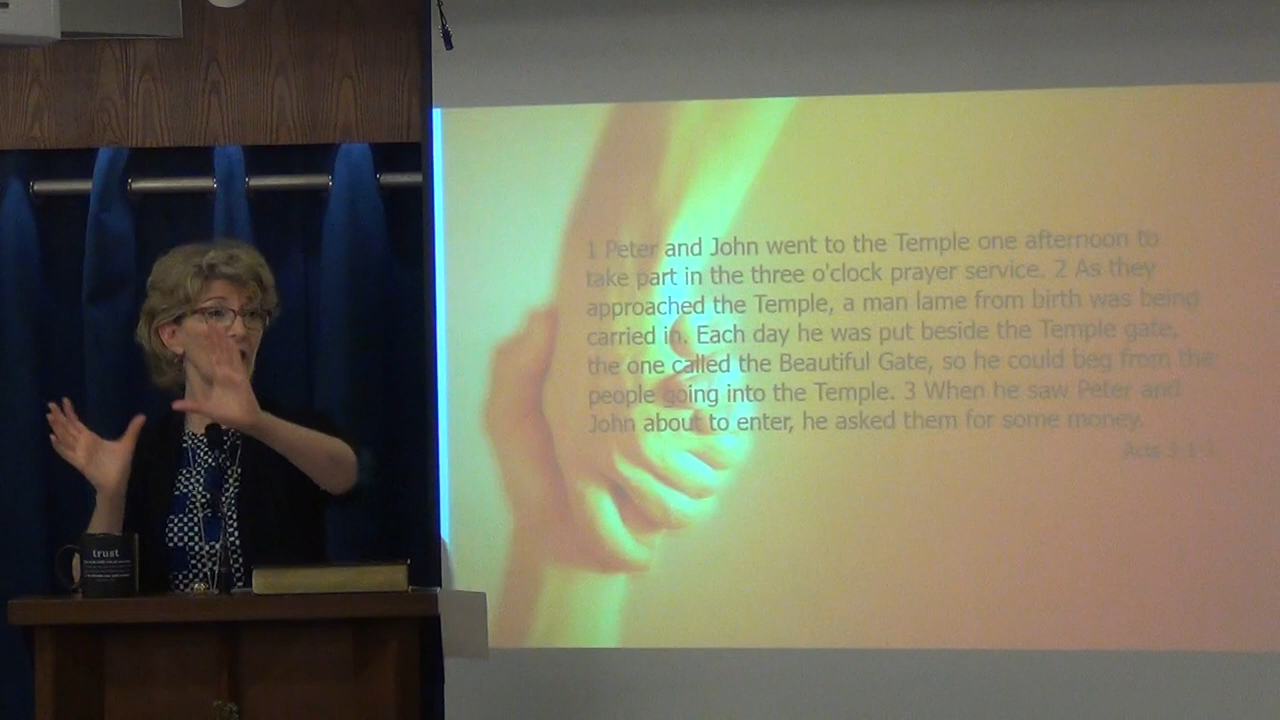 trust
1 Peter and John went to the Temple one afternoon to
take part in the three o'clock prayer service. 2 As they
approached the Temple, a man lame from birth was being
carried in. Each day he was put beside the Temple gate,
the one called the Beautiful Gate, so he could beg from the
people going into the Temple. 3 When he saw Peter and
John about to enter, he asked them for some money.
Acts 3:1-3